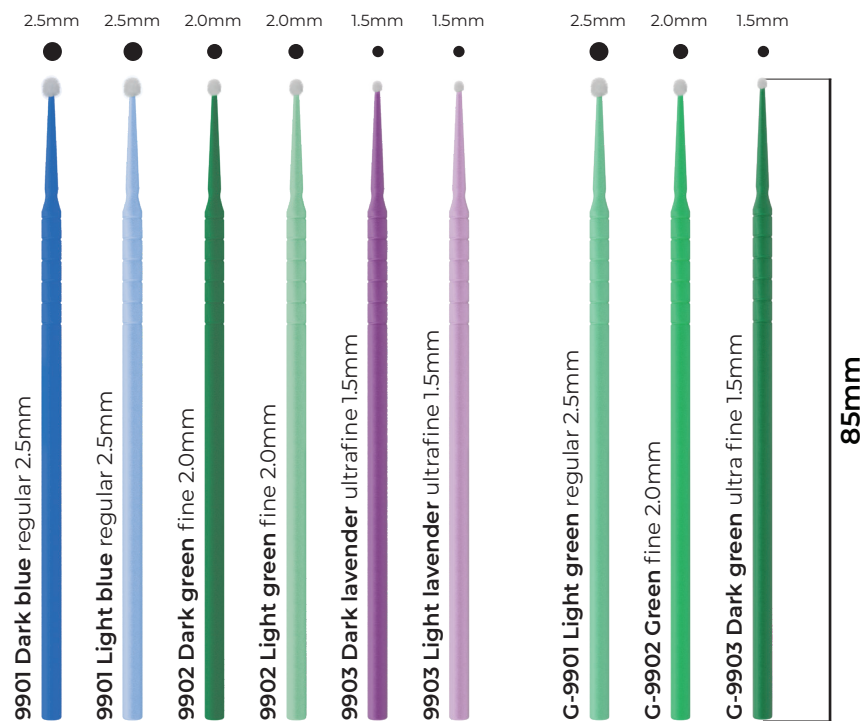 2.5mm
2.5mm
2.0mm
2.0mm
1.5mm
1.5mm
2.5mm
2.0mm
1.5mm
9901 Dark blue regular 2.5mm
9901 Light blue regular 2.5mm
9902 Dark green fine 2.0mm
9902 Light green fine 2.0mm
9903 Dark lavender ultrafine 1.5mm
9903 Light lavender ultrafine 1.5mm
G-9901 Light green regular 2.5mm
G-9902 Green fine 2.0mm
G-9903 Dark green ultra fine 1.5mm
85mm